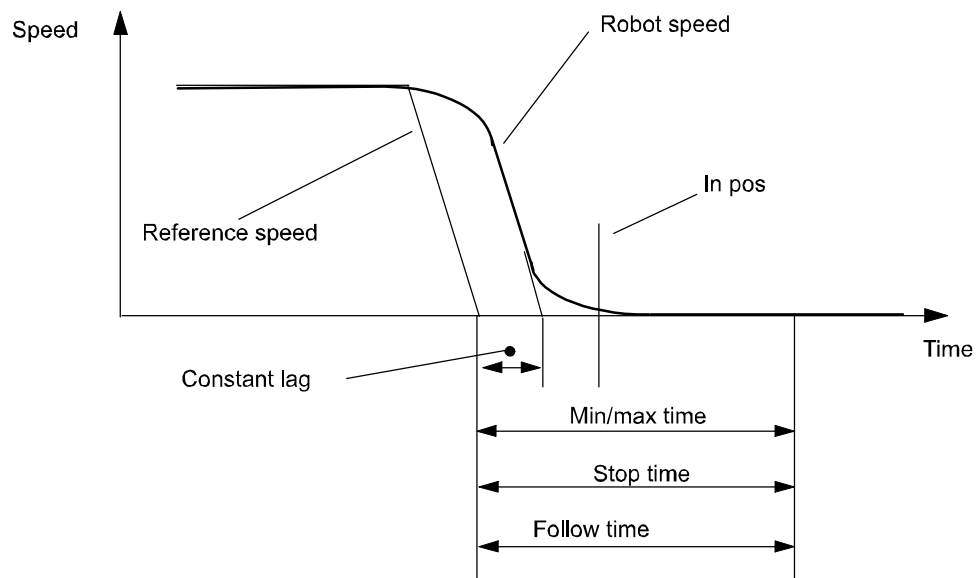 Speed
Robot speed
In pos
Reference speed
Time
Constant lag
Min/max time
Stop time
Follow time